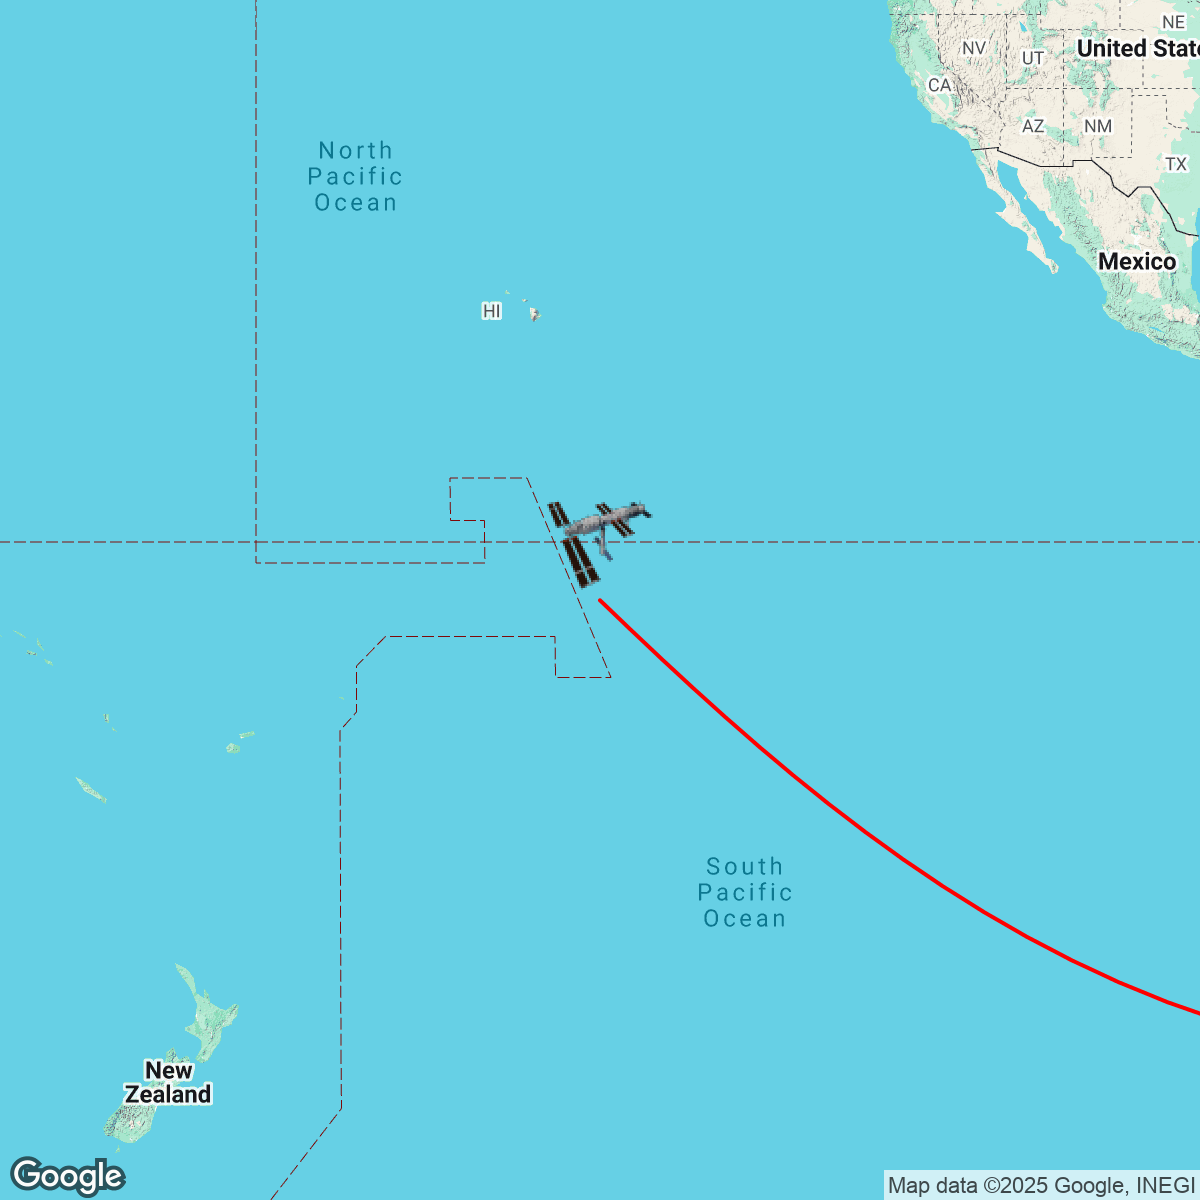 NE
NV
United State
UT
CA
AZ
NM
North
Pacific
Ocean
TX
Mexico
HI
South
Pacific
Ocean
New
Zealand
Google
Map data ©2025 Google, INEGI